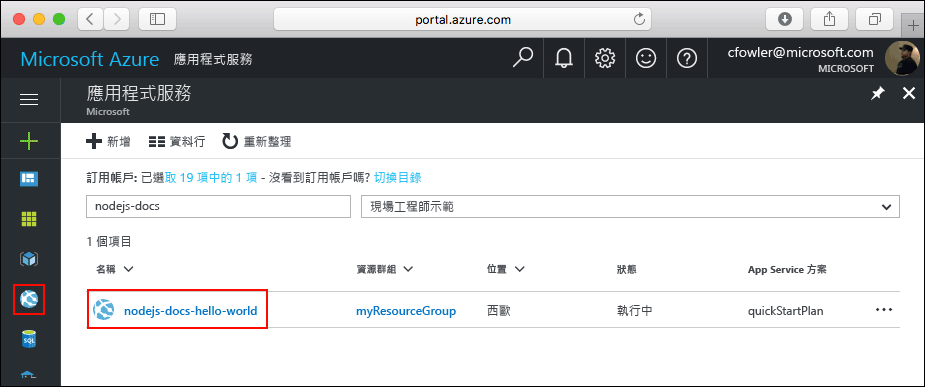 portal.azure.com
Microsoft Azure 應用程式服務
cfowler@microsoft.com
MICROSOFT
應用程式服務
Microsoft
新增 資料行 重新整理
訂用帳戶: 已選取 19 項中的 1 項 - 沒看到訂用帳戶嗎? 切換目錄
nodejs-docs 現場工程師示範
1 個項目
名稱 資源群組 位置 狀態 App Service 方案
nodejs-docs-hello-world myResourceGroup 西歐 執行中 quickStartPlan
SQL